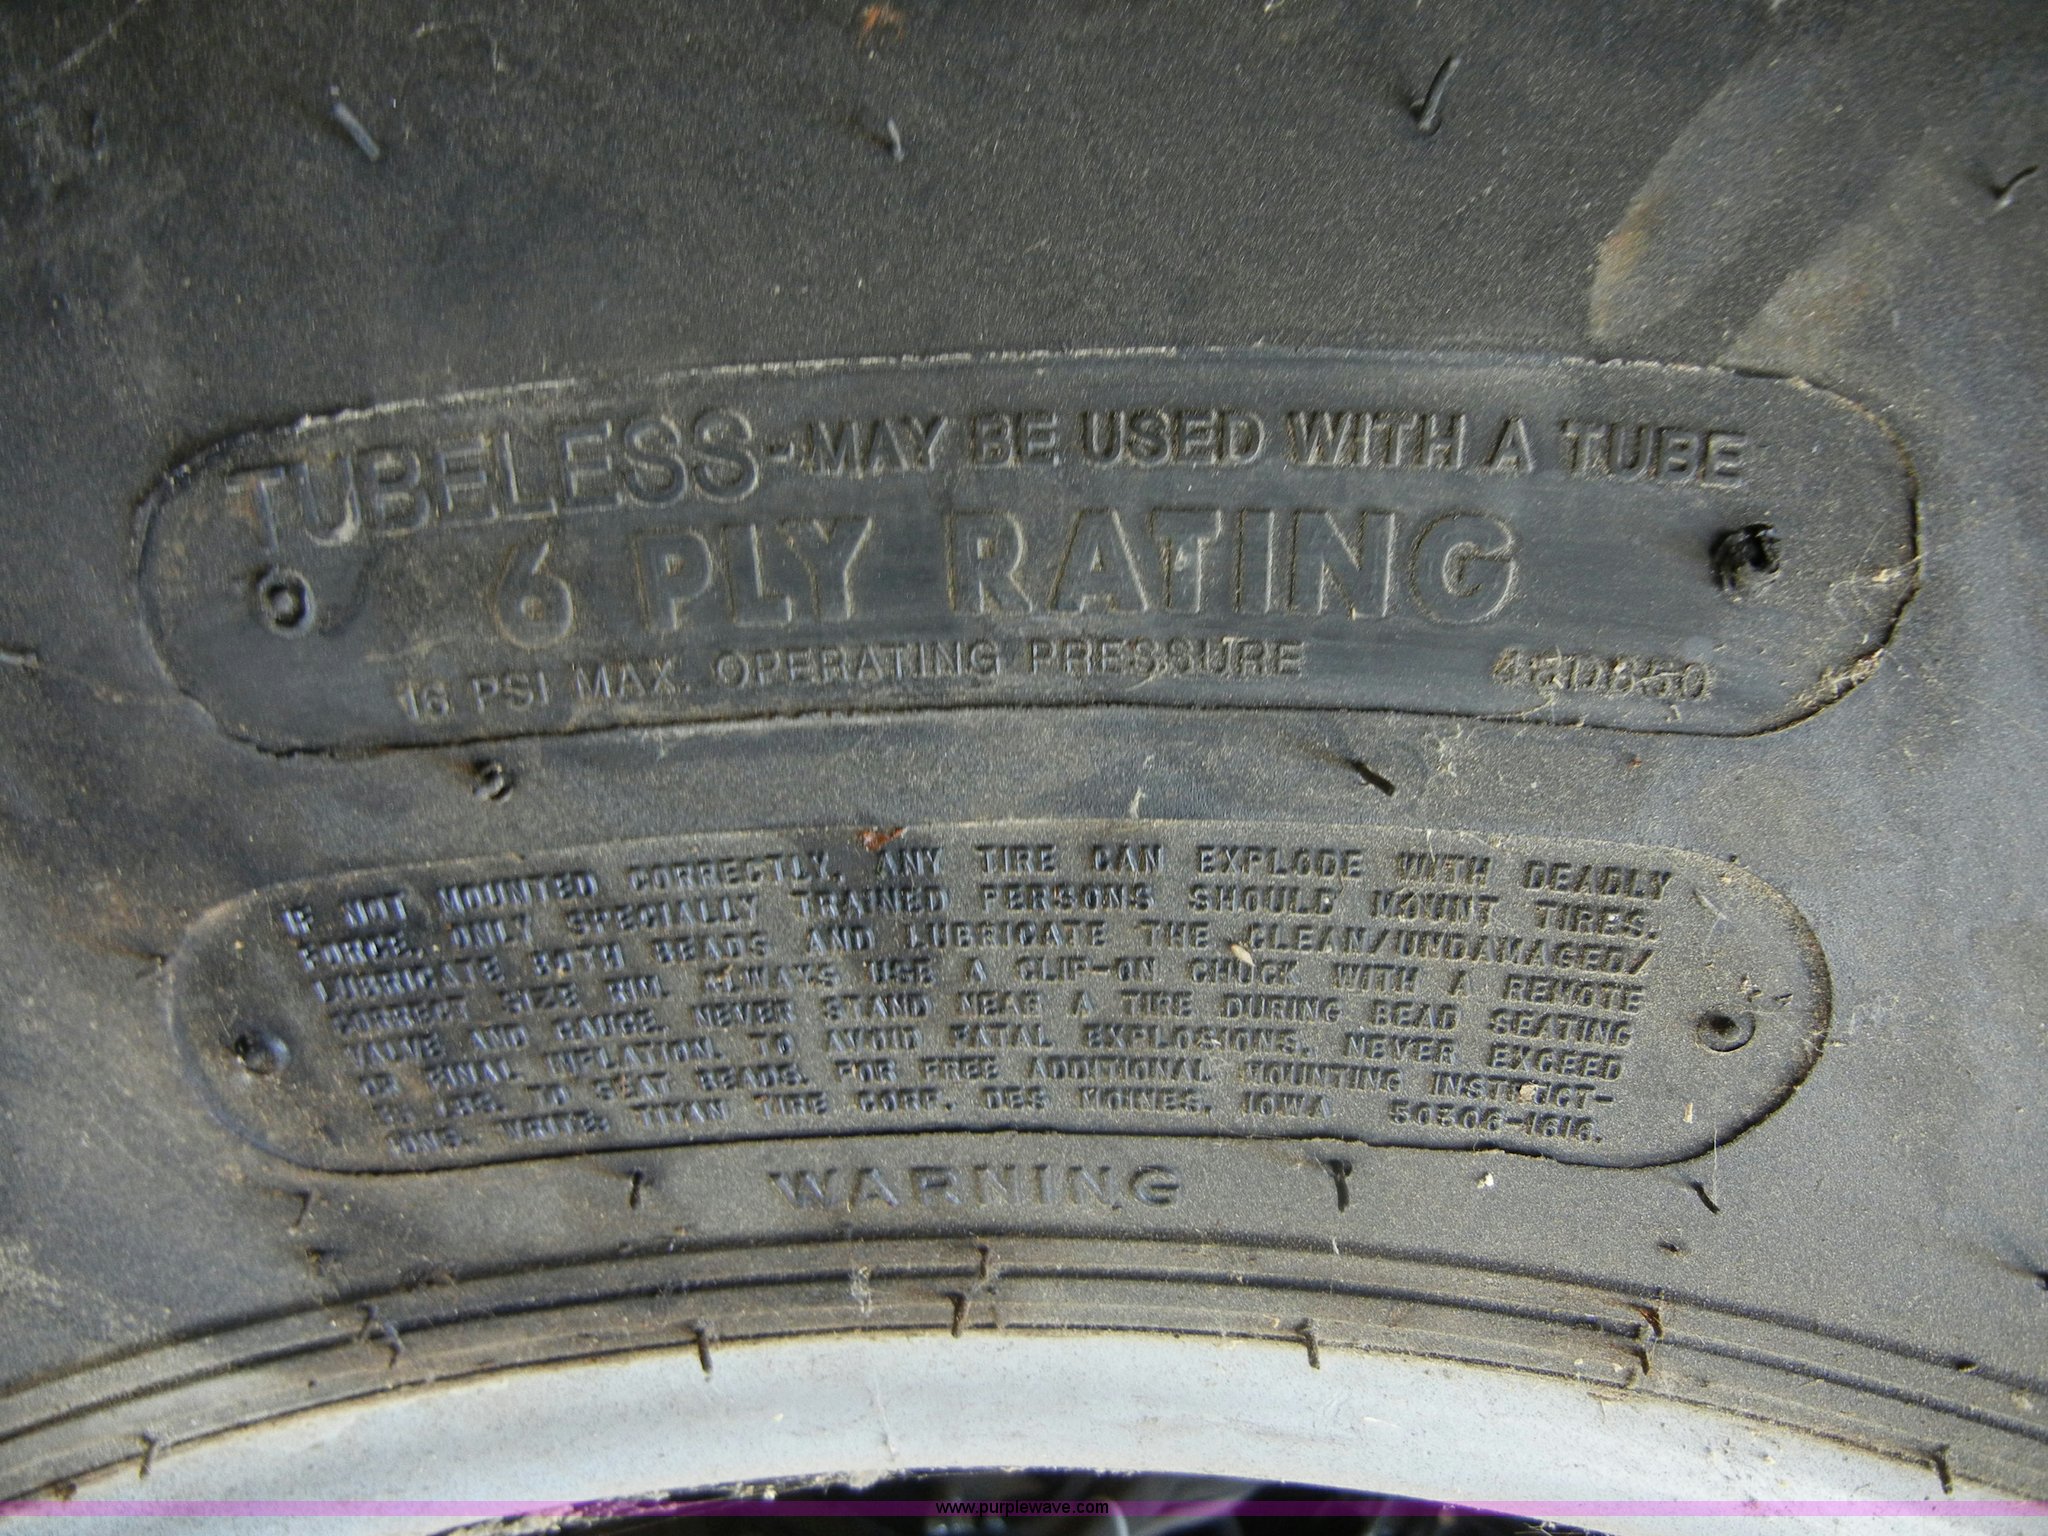 TUBELESS-MAY BE USED WITH A TUBE
6 PLY RATING
16 PSI MAX. OPERATING PRESSURE
IF NOT MOUNTED CORRECTLY, ANY TIRE CAN EXPLODE WITH DEADLY
FORCE. ONLY SPECIALLY TRAINED PERSONS SHOULD MOUNT TIRES.
LUBRICATE BOTH BEADS AND LUBRICATE THE CLEAN/UNDAMAGED/
CORRECT SIZE RIM. ALWAYS USE A CLIP-ON CHUCK WITH A REMOTE
VALVE AND GAUGE. NEVER STAND NEAR A TIRE DURING BEAD SEATING
OR FINAL INFLATION. TO AVOID FATAL EXPLOSIONS, NEVER EXCEED
35 LBS. TO SEAT BEADS. FOR FREE ADDITIONAL MOUNTING INSTRUCT-
IONS. WRITE: TITAN TIRE CORP. DES MOINES, IOWA 50306-1616.
WARNING
www.purplewave.com